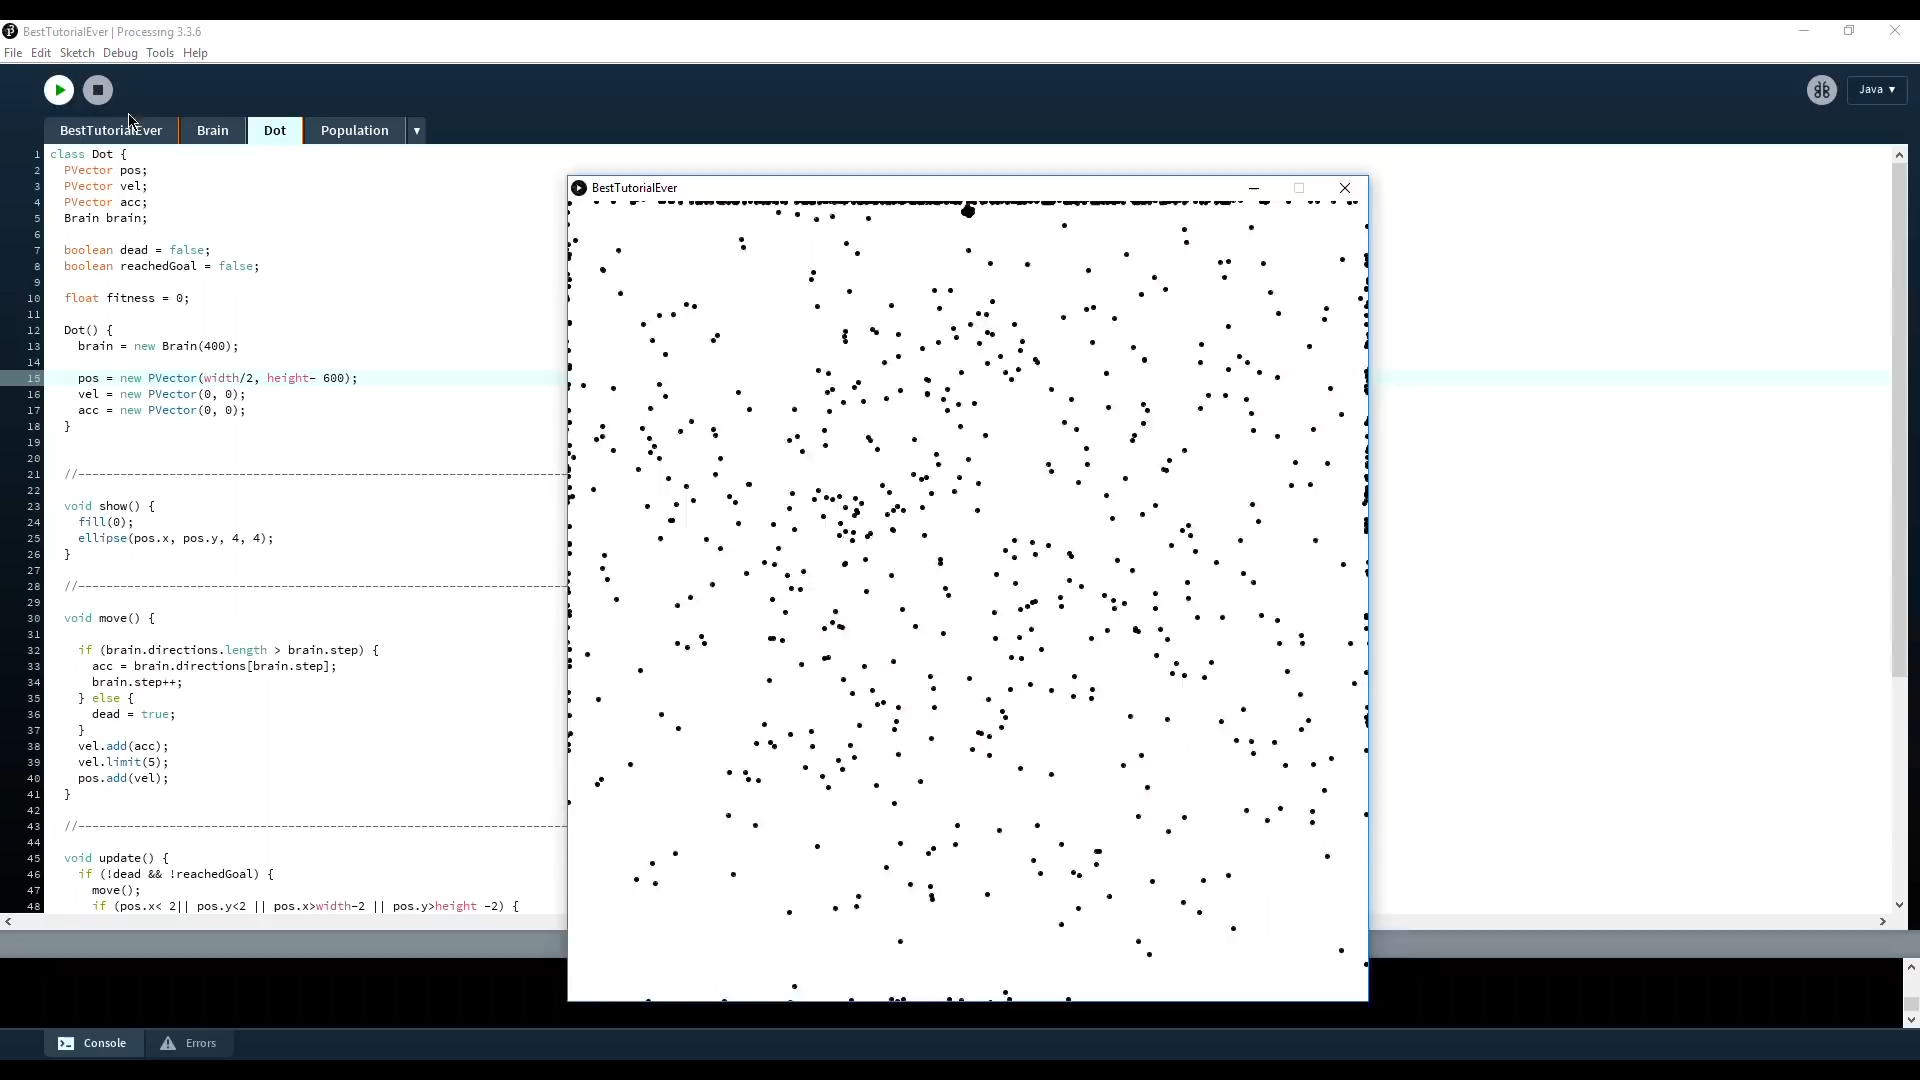 BestTutorialEver | Processing 3.3.6
File Edit Sketch Debug Tools Help
Java ▾
BestTutorialEver Brain Dot Population ▾
1 class Dot {
2 PVector pos;
3 PVector vel;
4 PVector acc;
5 Brain brain;
6
7 boolean dead = false;
8 boolean reachedGoal = false;
9
10 float fitness = 0;
11
12 Dot() {
13 brain = new Brain(400);
14
15 pos = new PVector(width/2, height- 600);
16 vel = new PVector(0, 0);
17 acc = new PVector(0, 0);
18 }
19
20
21 //--------------------------------------------------------------------
22
23 void show() {
24 fill(0);
25 ellipse(pos.x, pos.y, 4, 4);
26 }
27
28 //--------------------------------------------------------------------
29
30 void move() {
31
32 if (brain.directions.length > brain.step) {
33 acc = brain.directions[brain.step];
34 brain.step++;
35 } else {
36 dead = true;
37 }
38 vel.add(acc);
39 vel.limit(5);
40 pos.add(vel);
41 }
42
43 //--------------------------------------------------------------------
44
45 void update() {
46 if (!dead && !reachedGoal) {
47 move();
48 if (pos.x< 2|| pos.y<2 || pos.x>width-2 || pos.y>height -2) {
BestTutorialEver
Console Errors